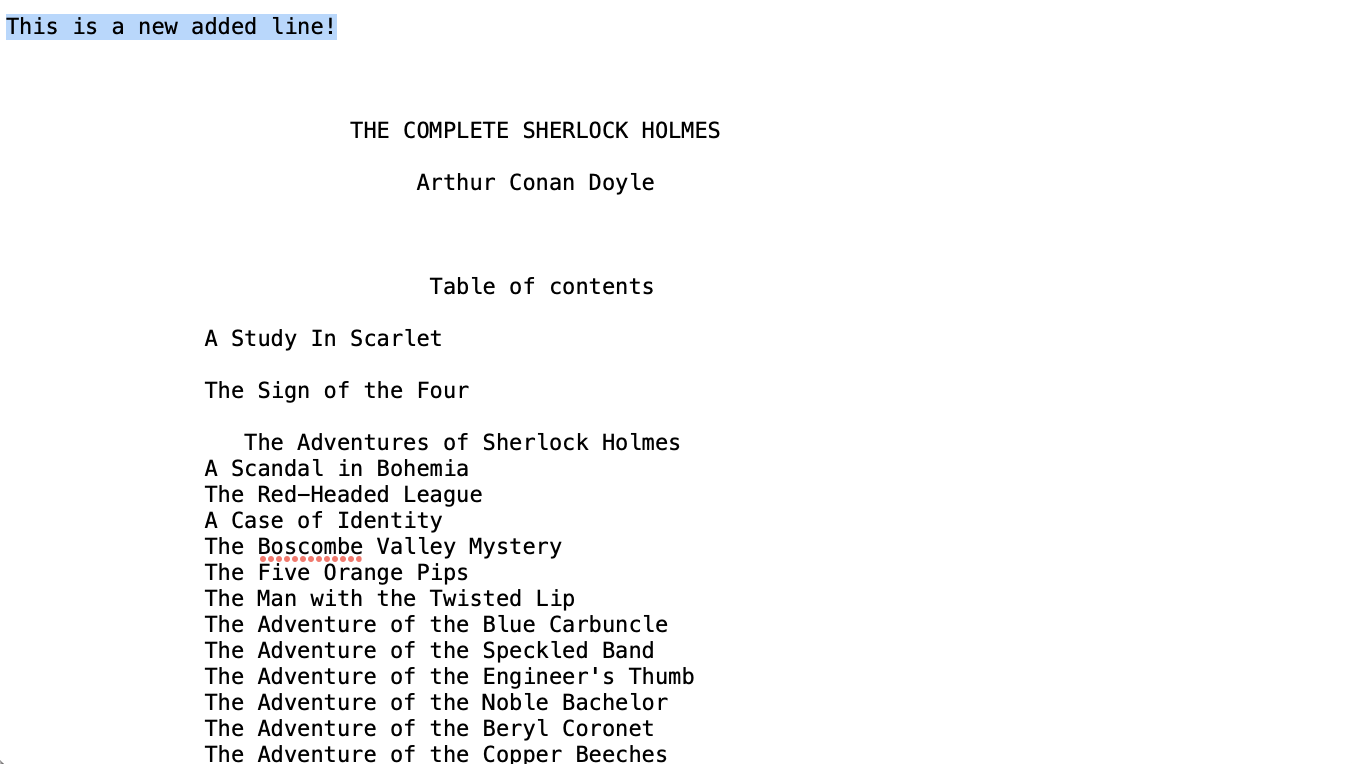 This is a new added line!
THE COMPLETE SHERLOCK HOLMES
Arthur Conan Doyle
Table of contents
A Study In Scarlet
The Sign of the Four
The Adventures of Sherlock Holmes
A Scandal in Bohemia
The Red-Headed League
A Case of Identity
The Boscombe Valley Mystery
The Five Orange Pips
The Man with the Twisted Lip
The Adventure of the Blue Carbuncle
The Adventure of the Speckled Band
The Adventure of the Engineer's Thumb
The Adventure of the Noble Bachelor
The Adventure of the Beryl Coronet
The Adventure of the Copper Beeches